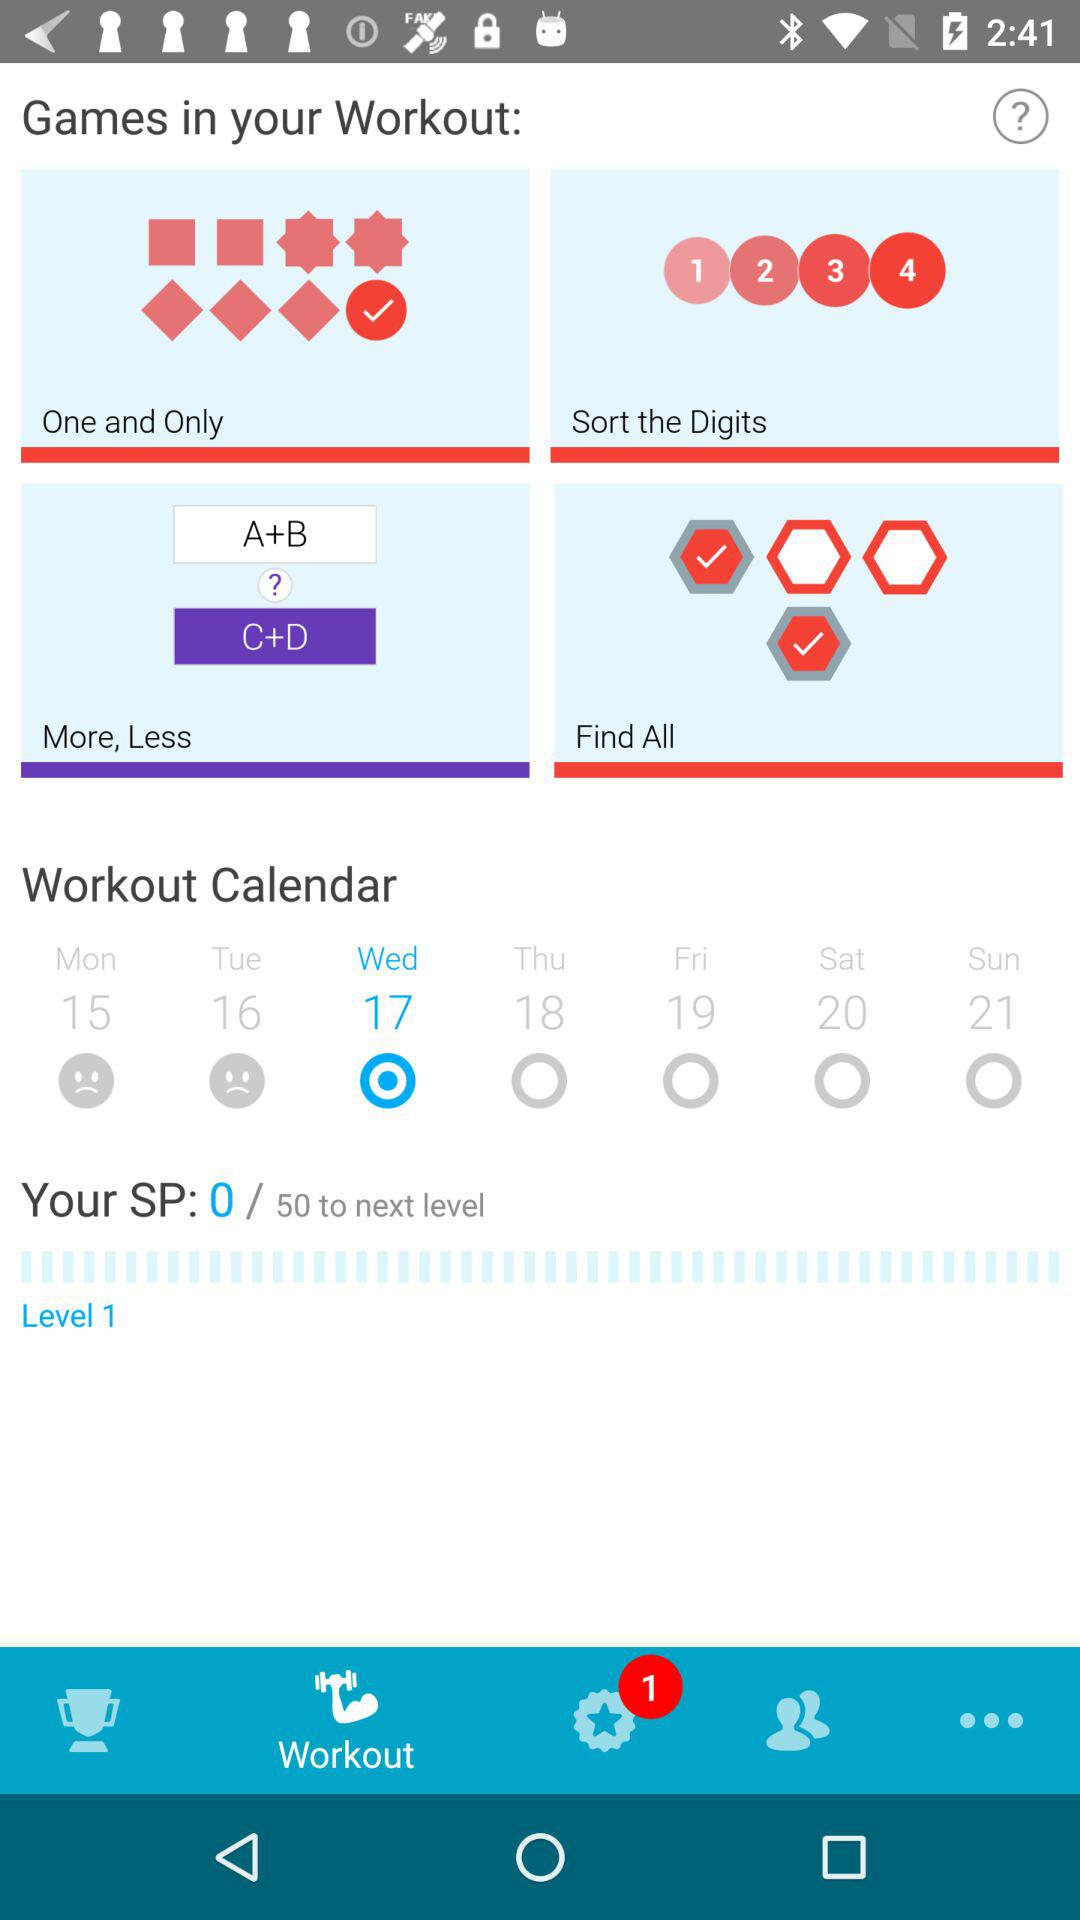 FAKE
2:41
Games in your Workout:
?
1 2 3 4
One and Only
Sort the Digits
A+B
?
C+D
More, Less
Find All
Workout Calendar
Mon Tue Wed Thu Fri Sat Sun
15 16 17 18 19 20 21
Your SP: 0 / 50 to next level
Level 1
1
Workout